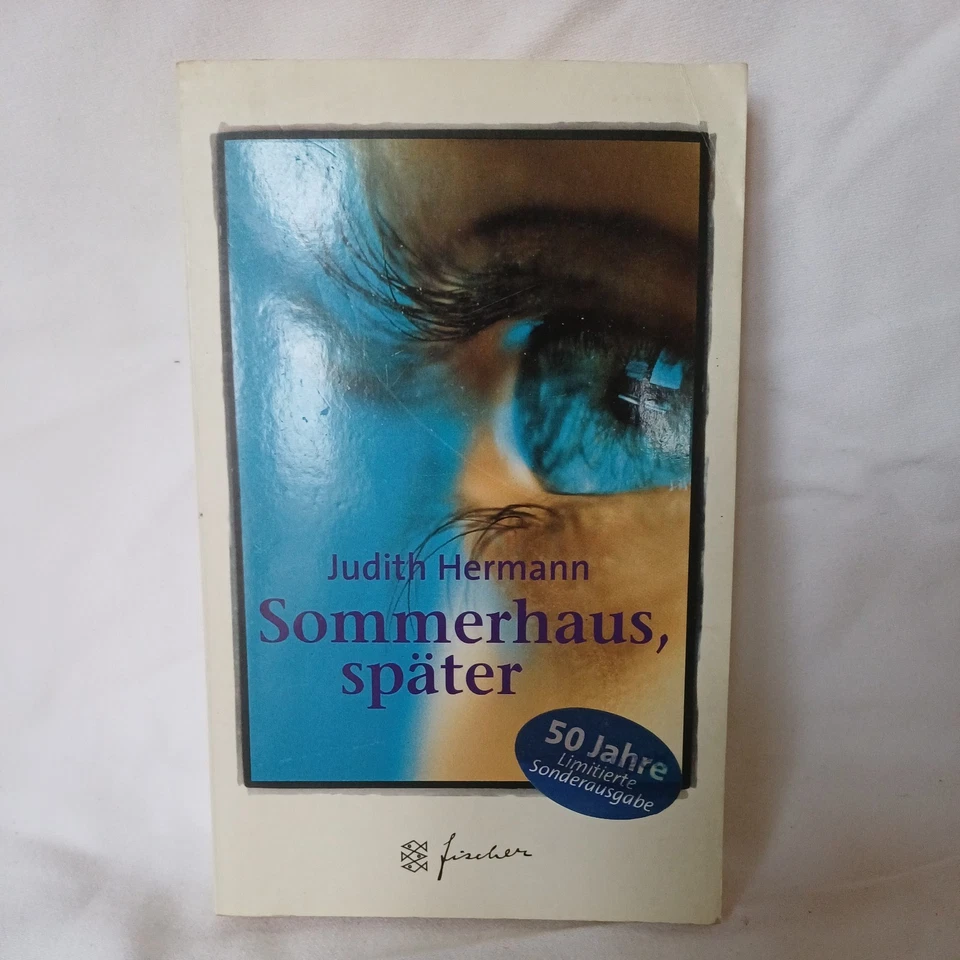 Judith Hermann
Sommerhaus,
später
50 Jahre
Limitierte
Sonderausgabe
fischer